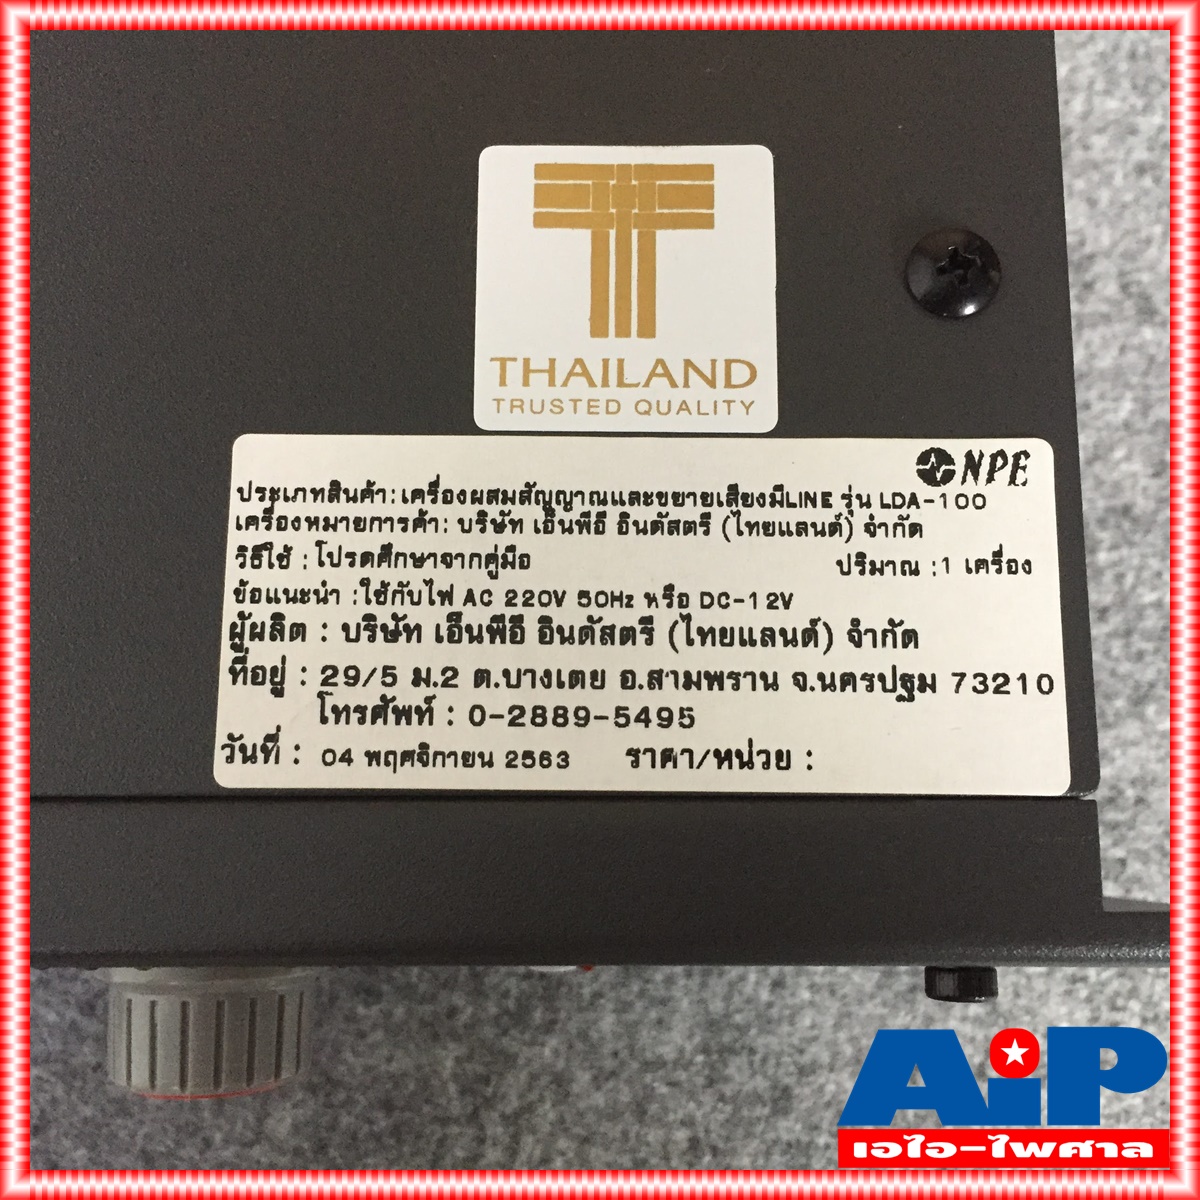 THAILAND
TRUSTED QUALITY
NPE
ประเภทสินค้า: เครื่องผสมสัญญาณและขยายเสียงมีLINE รุ่น LDA-100
เครื่องหมายการค้า: บริษัท เอ็นพีอี อินดัสตรี (ไทยแลนด์) จำกัด
วิธีใช้ : โปรดศึกษาจากคู่มือ ปริมาณ : 1 เครื่อง
ข้อแนะนำ : ใช้กับไฟ AC 220V 50Hz หรือ DC-12V
ผู้ผลิต : บริษัท เอ็นพีอี อินดัสตรี (ไทยแลนด์) จำกัด
ที่อยู่ : 29/5 ม.2 ต.บางเตย อ.สามพราน จ.นครปฐม 73210
โทรศัพท์ : 0-2889-5495
วันที่ : 04 พฤศจิกายน 2563 ราคา/หน่วย :
AiP
เอไอ-ไพศาล